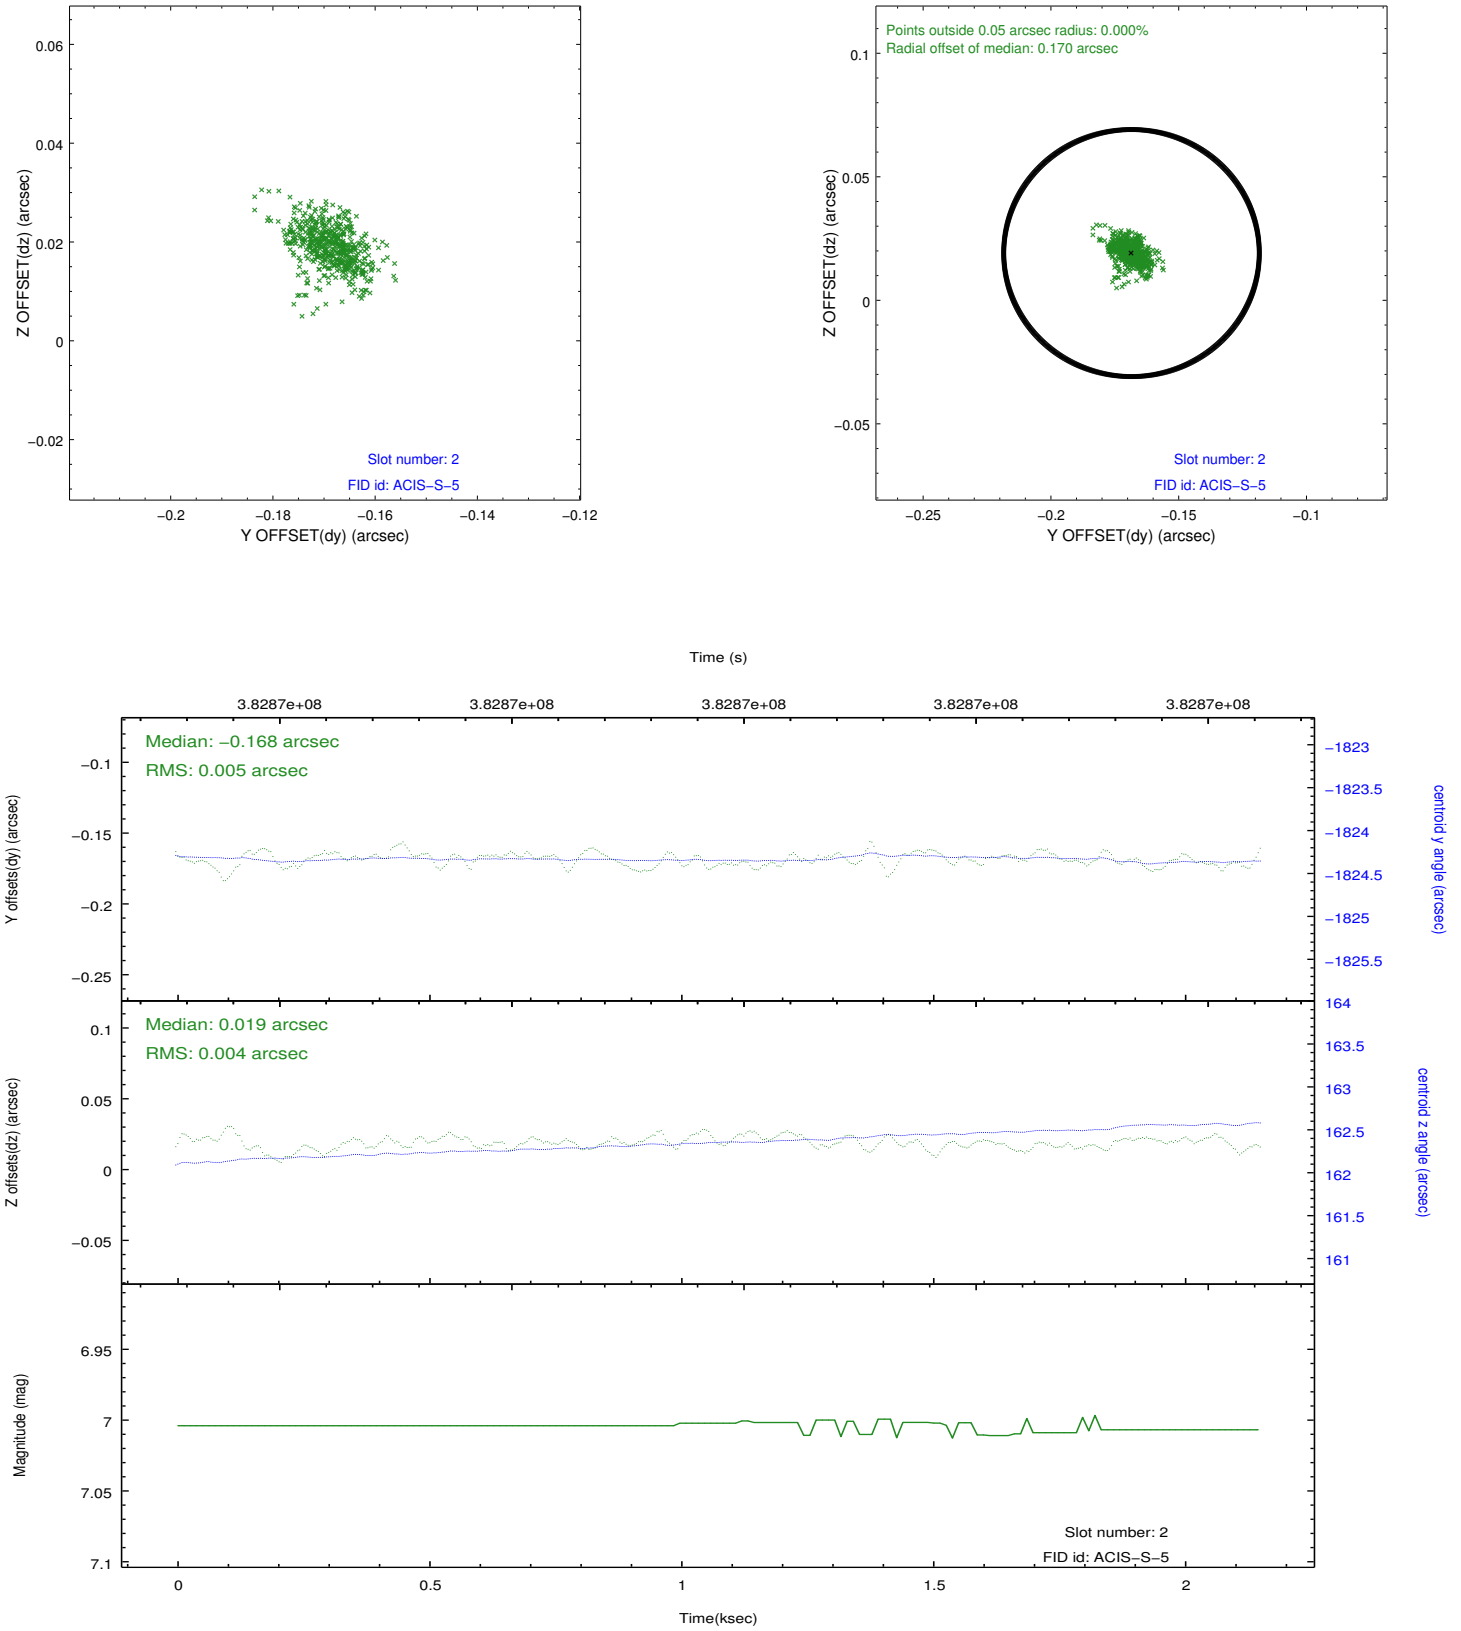 0.06
0.04
0.02
0
−0.02
Z OFFSET(dz) (arcsec)
Slot number: 2
FID id: ACIS−S−5
−0.2
−0.18
−0.16
−0.14
−0.12
Y OFFSET(dy) (arcsec)
Points outside 0.05 arcsec radius: 0.000%
Radial offset of median: 0.170 arcsec
0.1
0.05
0
−0.05
Z OFFSET(dz) (arcsec)
Slot number: 2
FID id: ACIS−S−5
−0.25
−0.2
−0.15
−0.1
Y OFFSET(dy) (arcsec)
Time (s)
3.8287e+08
3.8287e+08
3.8287e+08
3.8287e+08
3.8287e+08
Median: −0.168 arcsec
RMS: 0.005 arcsec
−0.1
−0.15
−0.2
−0.25
Y offsets(dy) (arcsec)
−1823
−1823.5
−1824
−1824.5
−1825
−1825.5
centroid y angle (arcsec)
Median: 0.019 arcsec
RMS: 0.004 arcsec
0.1
0.05
0
−0.05
Z offsets(dz) (arcsec)
164
163.5
163
162.5
162
161.5
161
centroid z angle (arcsec)
6.95
7
7.05
7.1
Magnitude (mag)
Slot number: 2
FID id: ACIS−S−5
0
0.5
1
1.5
2
Time(ksec)